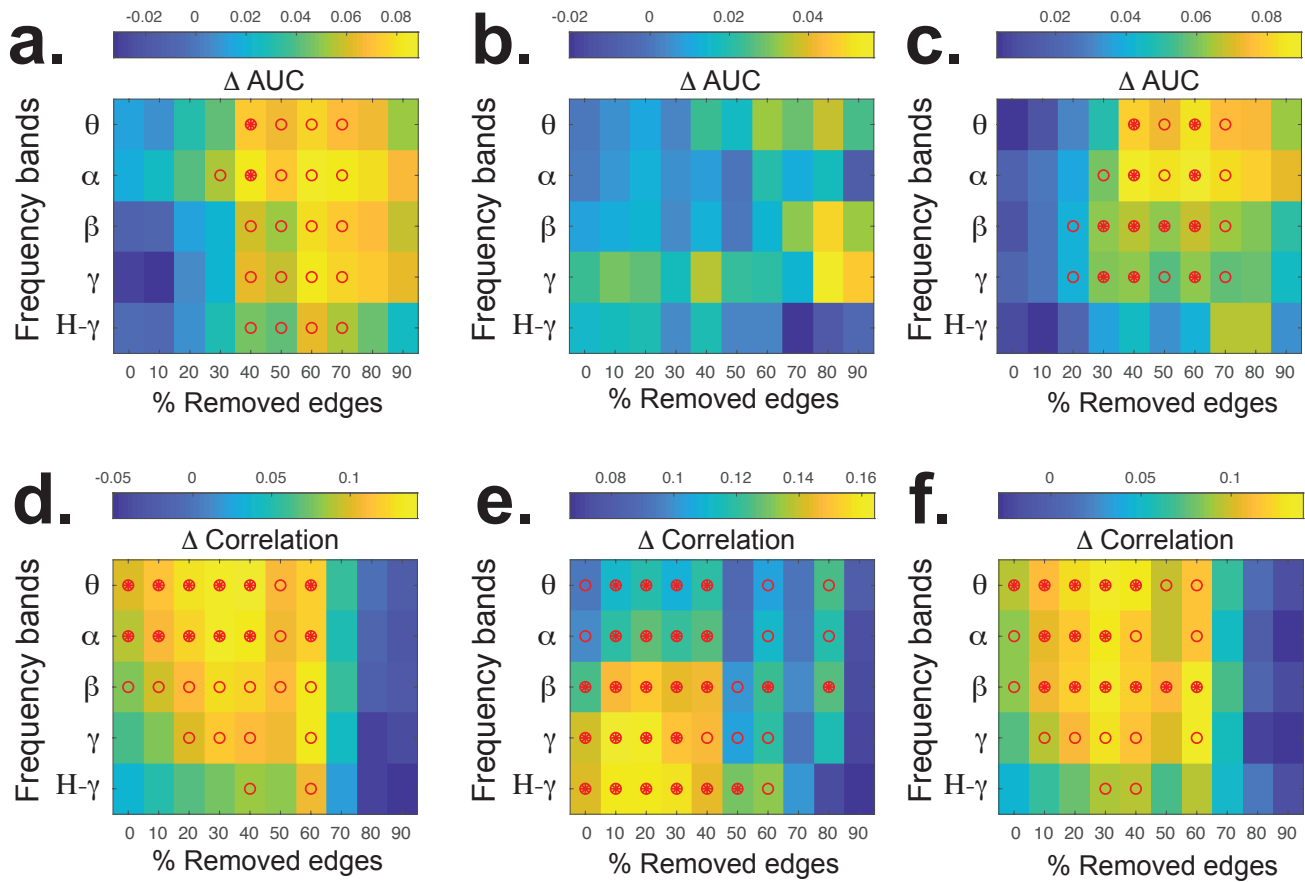 a.
-0.02 0 0.02 0.04 0.06 0.08
Δ AUC
Frequency bands
θ
α
β
γ
H-γ
0 10 20 30 40 50 60 70 80 90
% Removed edges
b.
-0.02 0 0.02 0.04
Δ AUC
Frequency bands
θ
α
β
γ
H-γ
0 10 20 30 40 50 60 70 80 90
% Removed edges
c.
0.02 0.04 0.06 0.08
Δ AUC
Frequency bands
θ
α
β
γ
H-γ
0 10 20 30 40 50 60 70 80 90
% Removed edges
d.
-0.05 0 0.05 0.1
Δ Correlation
Frequency bands
θ
α
β
γ
H-γ
0 10 20 30 40 50 60 70 80 90
% Removed edges
e.
0.08 0.1 0.12 0.14 0.16
Δ Correlation
Frequency bands
θ
α
β
γ
H-γ
0 10 20 30 40 50 60 70 80 90
% Removed edges
f.
0 0.05 0.1
Δ Correlation
Frequency bands
θ
α
β
γ
H-γ
0 10 20 30 40 50 60 70 80 90
% Removed edges